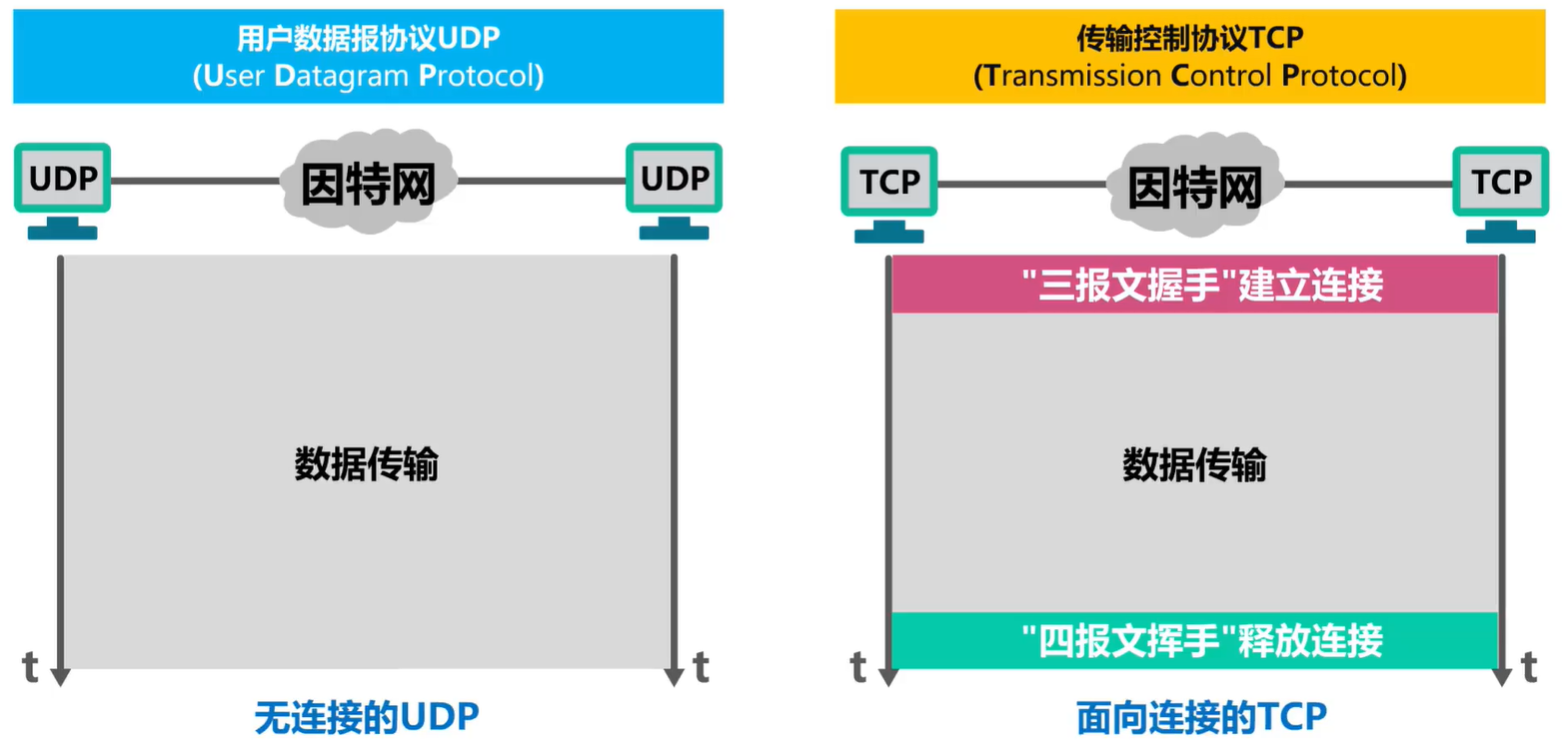 用户数据报协议UDP
(User Datagram Protocol)
UDP
因特网
UDP
数据传输
t
t
无连接的UDP
传输控制协议TCP
(Transmission Control Protocol)
TCP
因特网
TCP
"三报文握手"建立连接
数据传输
"四报文挥手"释放连接
t
t
面向连接的TCP